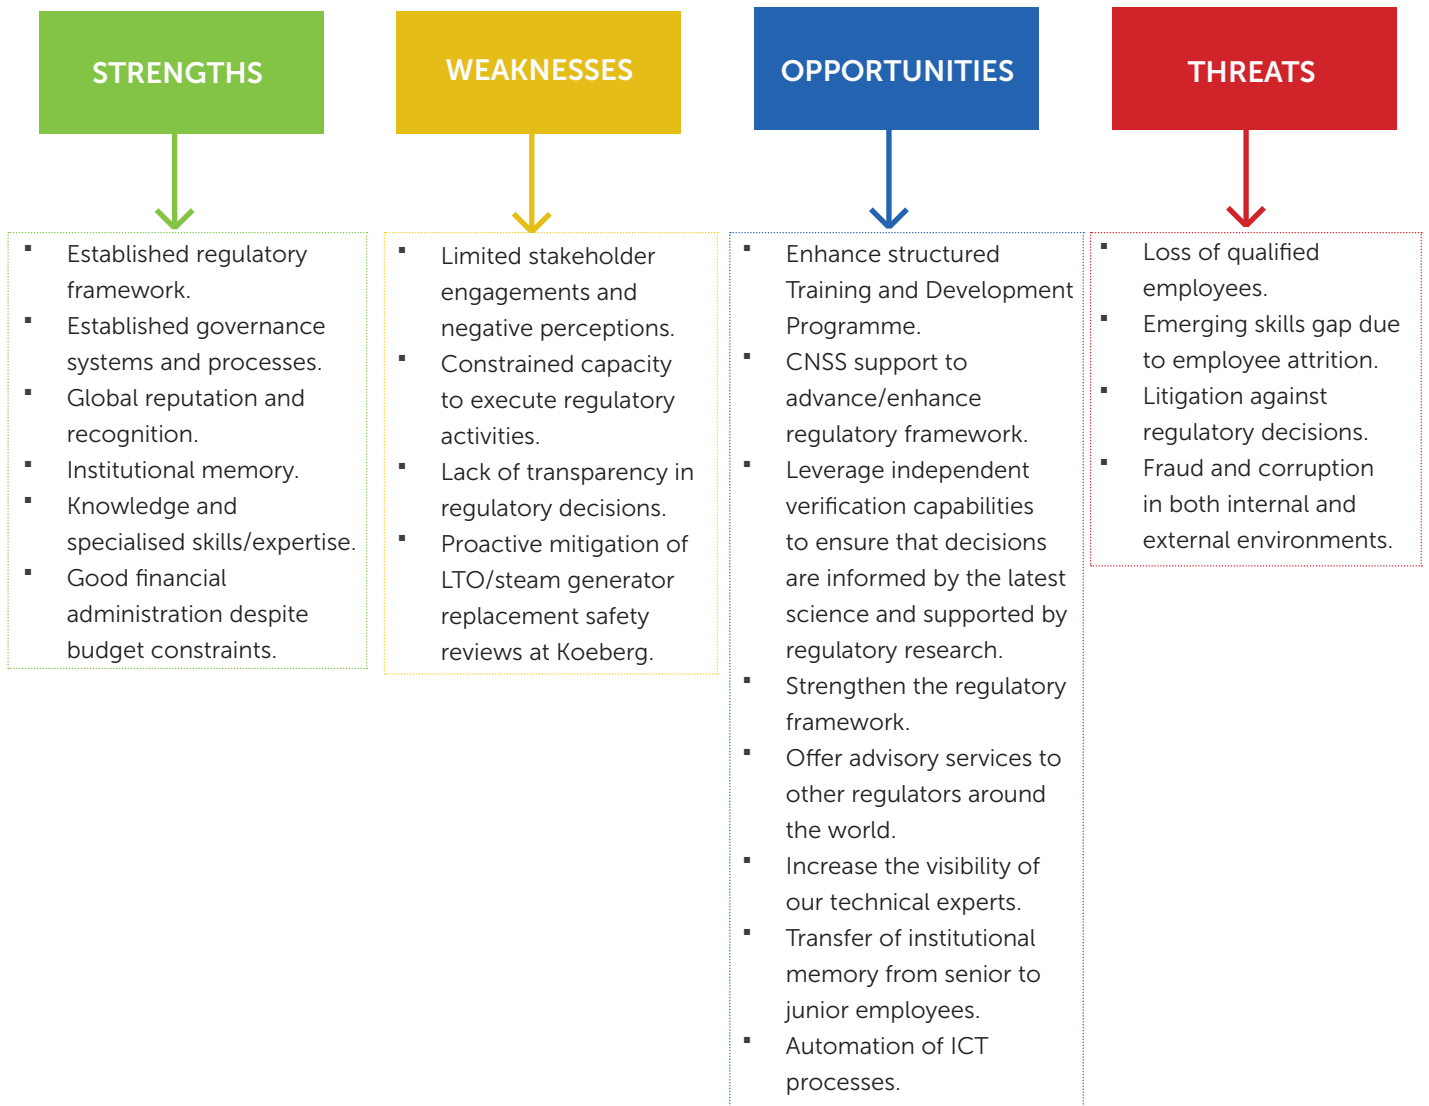 STRENGTHS
Established regulatory
framework.
Established governance
systems and processes.
Global reputation and
recognition.
Institutional memory.
Knowledge and
specialised skills/expertise.
Good financial
administration despite
budget constraints.
WEAKNESSES
Limited stakeholder
engagements and
negative perceptions.
Constrained capacity
to execute regulatory
activities.
Lack of transparency in
regulatory decisions.
Proactive mitigation of
LTO/steam generator
replacement safety
reviews at Koeberg.
OPPORTUNITIES
Enhance structured
Training and Development
Programme.
CNSS support to
advance/enhance
regulatory framework.
Leverage independent
verification capabilities
to ensure that decisions
are informed by the latest
science and supported by
regulatory research.
Strengthen the regulatory
framework.
Offer advisory services to
other regulators around
the world.
Increase the visibility of
our technical experts.
Transfer of institutional
memory from senior to
junior employees.
Automation of ICT
processes.
THREATS
Loss of qualified
employees.
Emerging skills gap due
to employee attrition.
Litigation against
regulatory decisions.
Fraud and corruption
in both internal and
external environments.